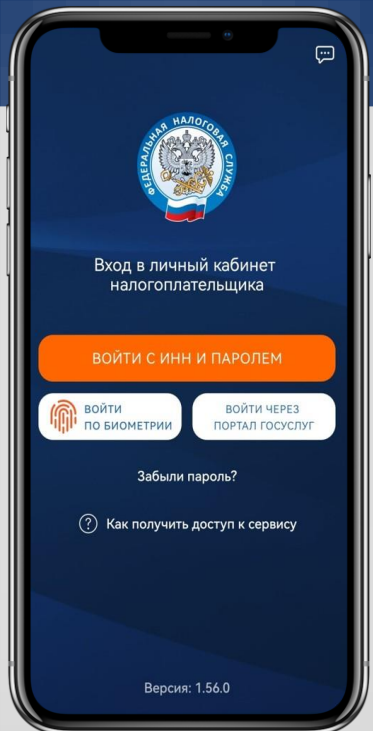 ФЕДЕРАЛЬНАЯ НАЛОГОВАЯ СЛУЖБА
Вход в личный кабинет
налогоплательщика
ВОЙТИ С ИНН И ПАРОЛЕМ
ВОЙТИ
ПО БИОМЕТРИИ
ВОЙТИ ЧЕРЕЗ
ПОРТАЛ ГОСУСЛУГ
Забыли пароль?
? Как получить доступ к сервису
Версия: 1.56.0